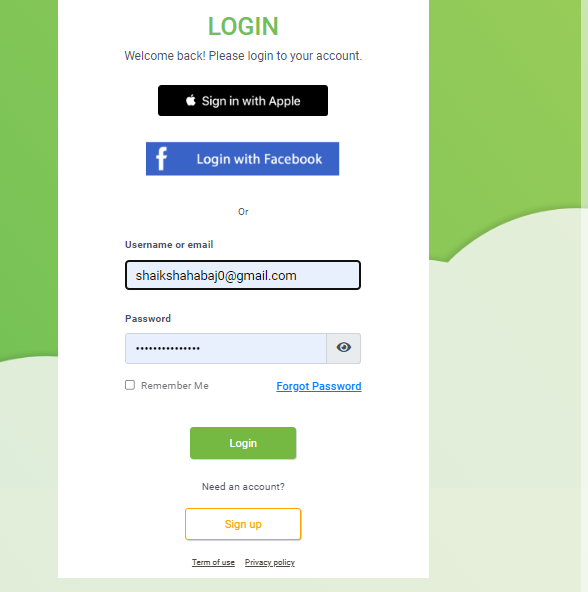 LOGIN
Welcome back! Please login to your account.
Sign in with Apple
f Login with Facebook
Or
Username or email
shaikshahabaj0@gmail.com
Password
•••••••••••••••
Remember Me Forgot Password
Login
Need an account?
Sign up
Term of use Privacy policy